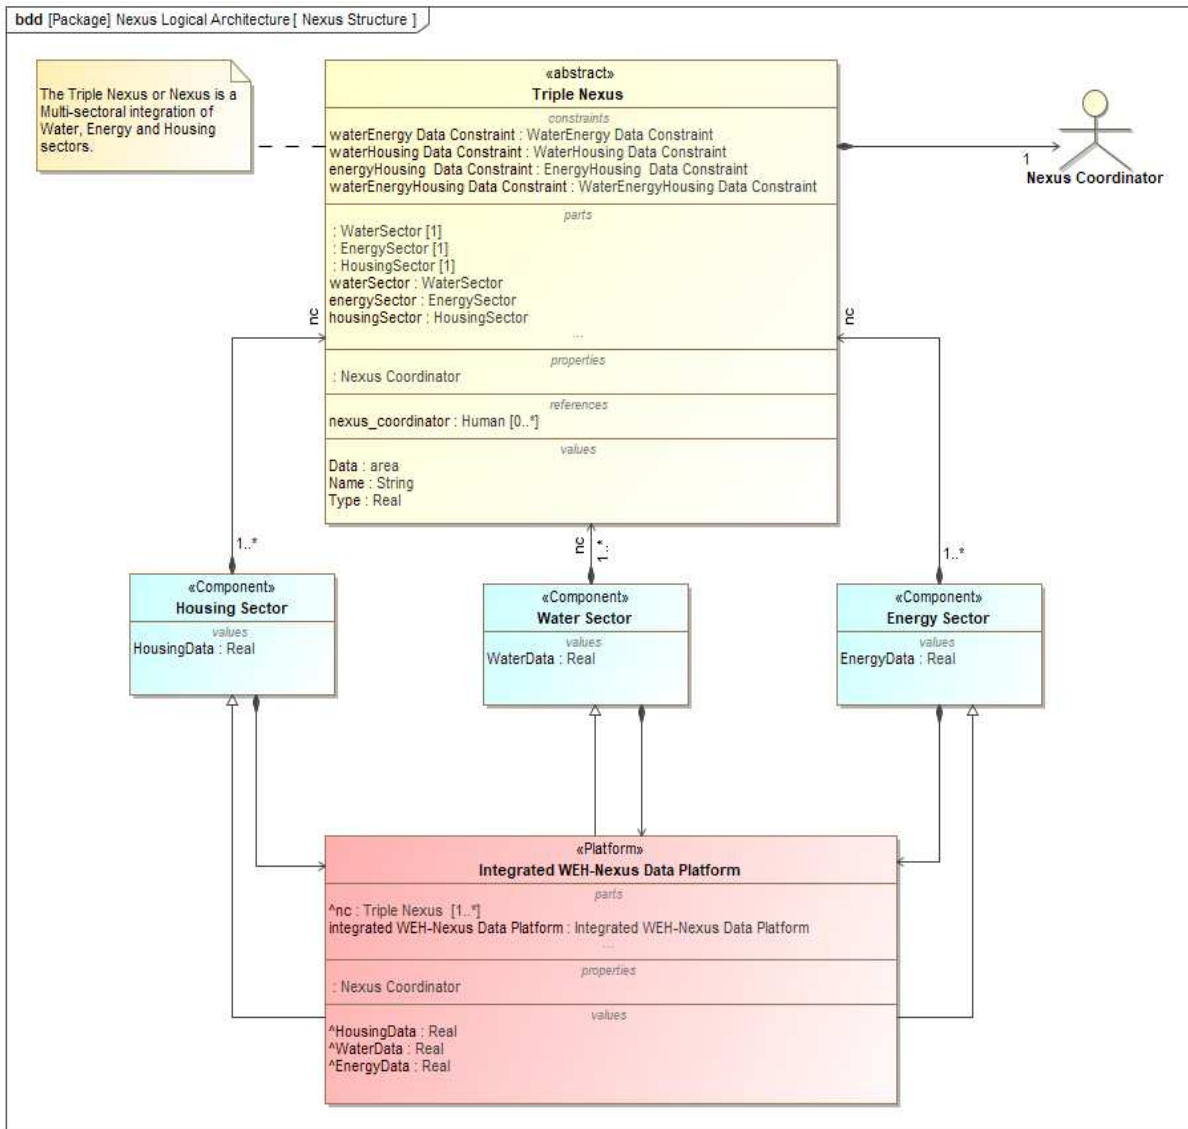 bdd [Package] Nexus Logical Architecture [ Nexus Structure ]
The Triple Nexus or Nexus is a
Multi-sectoral integration of
Water, Energy and Housing
sectors.
«abstract»
Triple Nexus
constraints
waterEnergy Data Constraint : WaterEnergy Data Constraint
waterHousing Data Constraint : WaterHousing Data Constraint
energyHousing  Data Constraint : EnergyHousing  Data Constraint
waterEnergyHousing Data Constraint : WaterEnergyHousing Data Constraint
parts
: WaterSector [1]
: EnergySector [1]
: HousingSector [1]
waterSector : WaterSector
energySector : EnergySector
housingSector : HousingSector
...
properties
: Nexus Coordinator
references
nexus_coordinator : Human [0..*]
values
Data : area
Name : String
Type : Real
1
Nexus Coordinator
nc
nc
nc
1..*
1..*
1..*
«Component»
Housing Sector
values
HousingData : Real
«Component»
Water Sector
values
WaterData : Real
«Component»
Energy Sector
values
EnergyData : Real
«Platform»
Integrated WEH-Nexus Data Platform
parts
^nc : Triple Nexus  [1..*]
integrated WEH-Nexus Data Platform : Integrated WEH-Nexus Data Platform
...
properties
: Nexus Coordinator
values
^HousingData : Real
^WaterData : Real
^EnergyData : Real